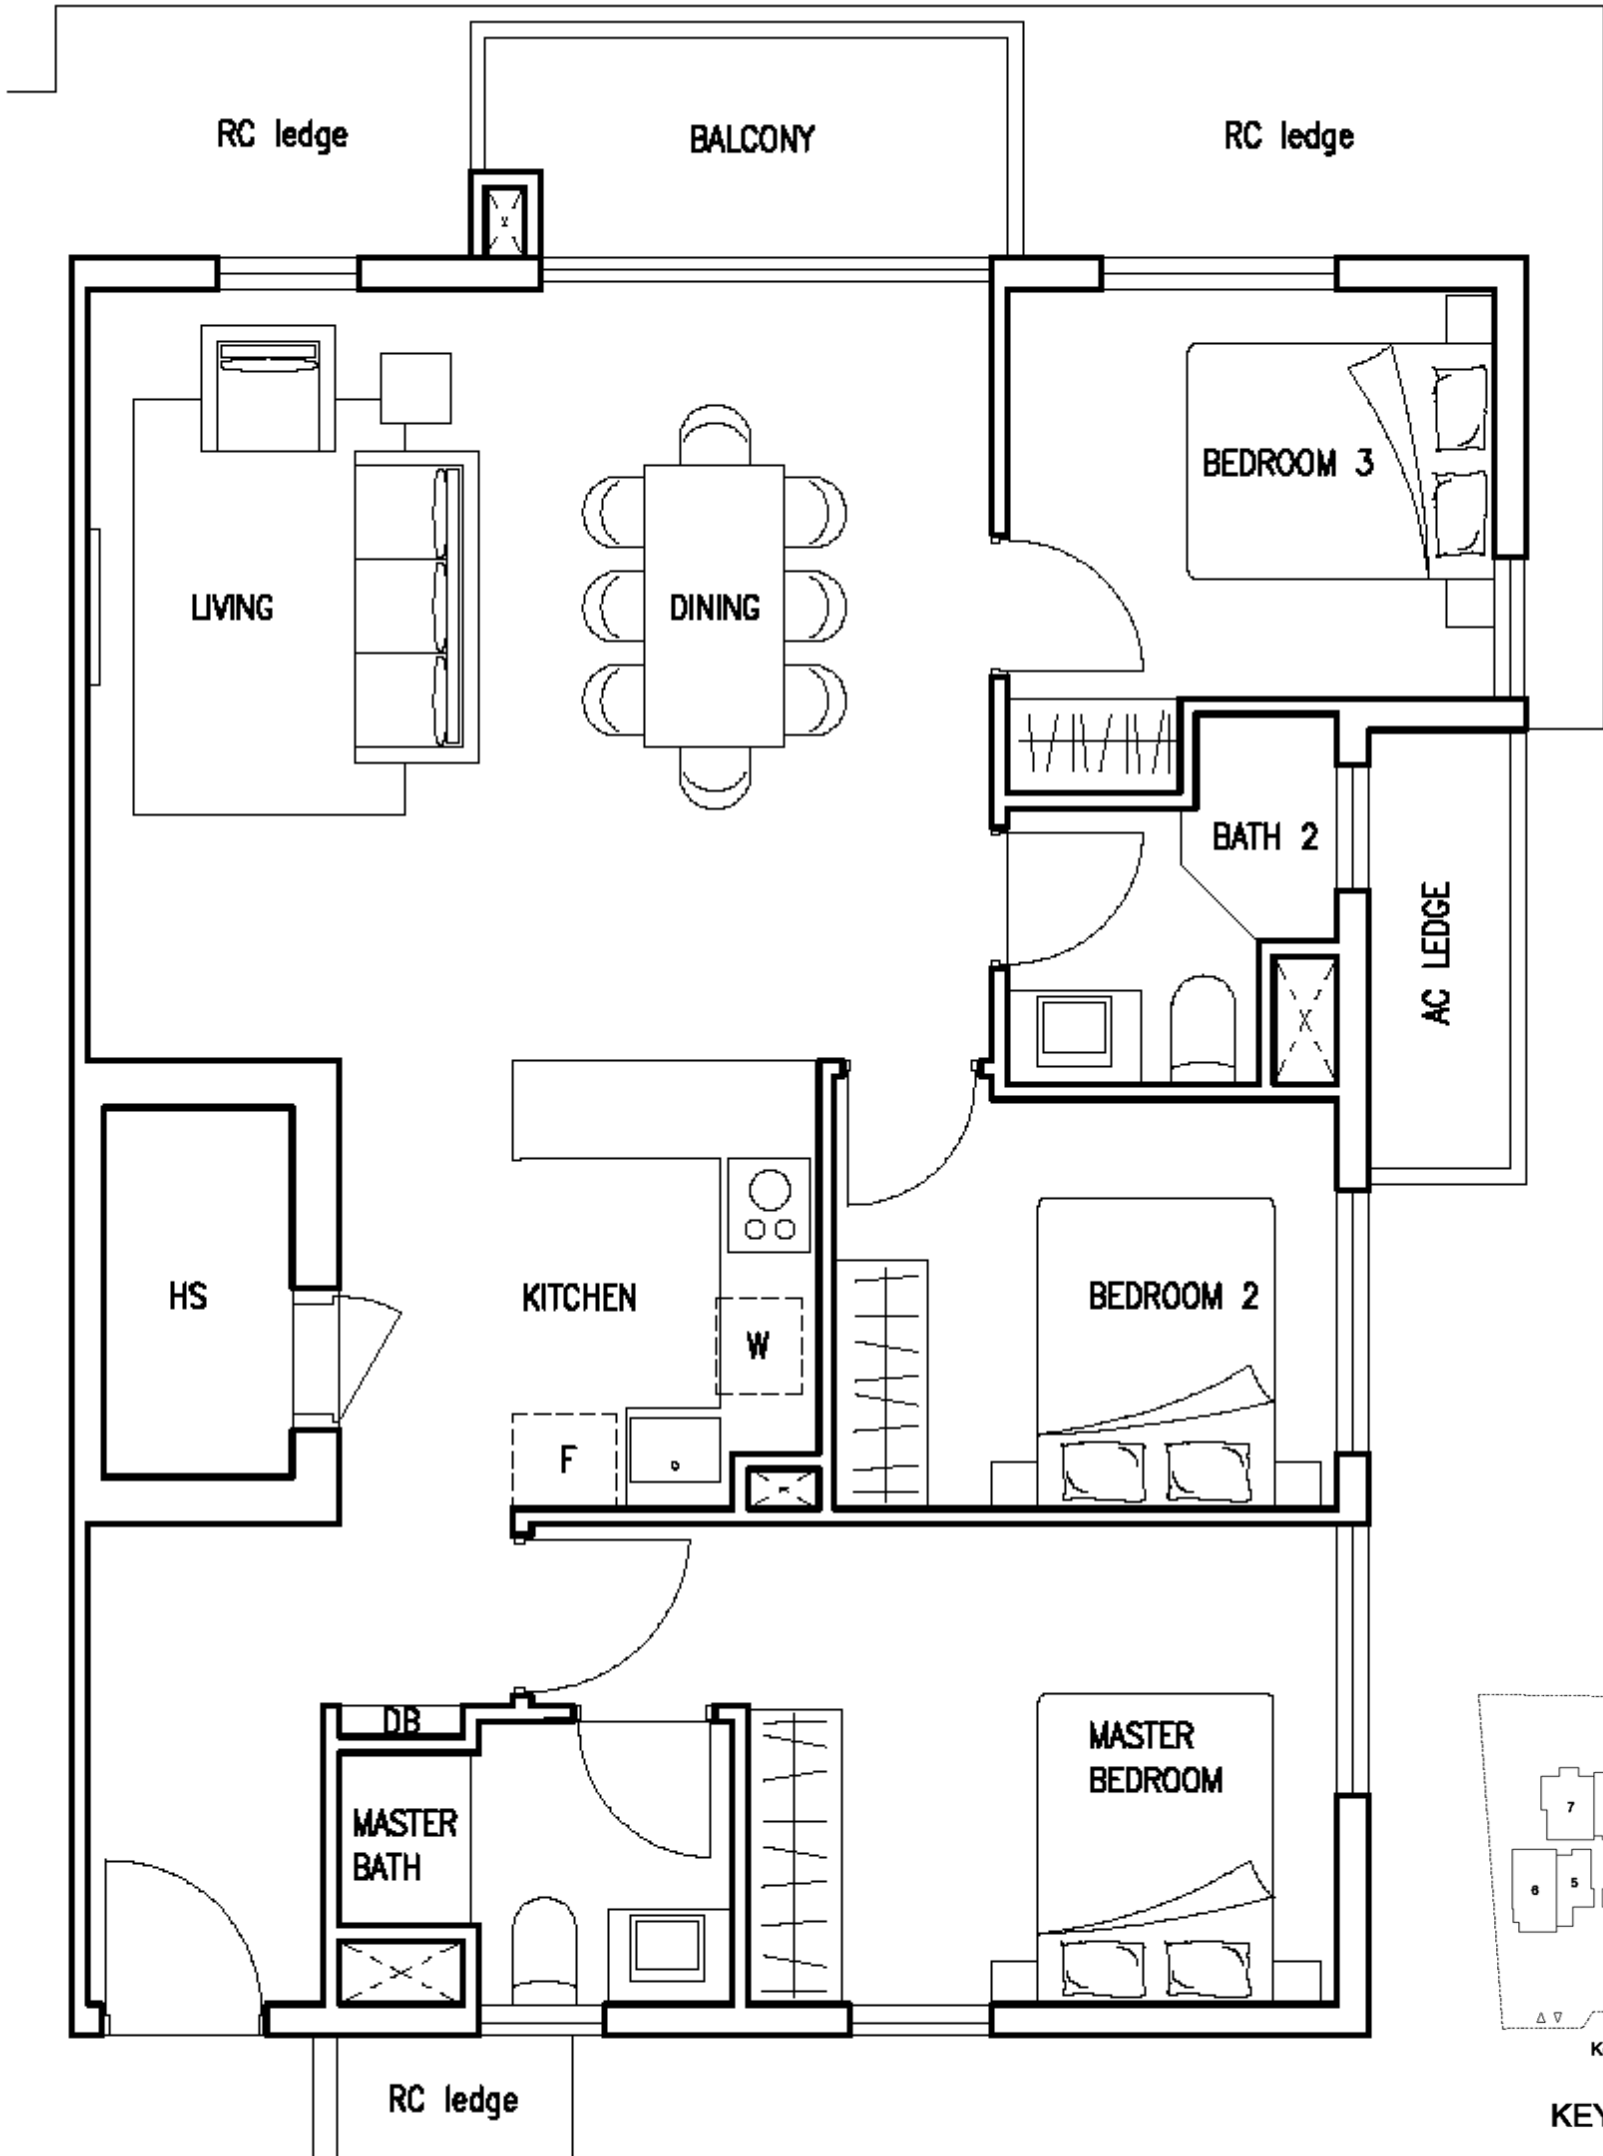 RC ledge
BALCONY
RC ledge
BEDROOM 3
LIVING
DINING
BATH 2
AC LEDGE
HS
KITCHEN
BEDROOM 2
W
F
DB
MASTER
BEDROOM
MASTER
BATH
7
6
5
K
RC ledge
KEY